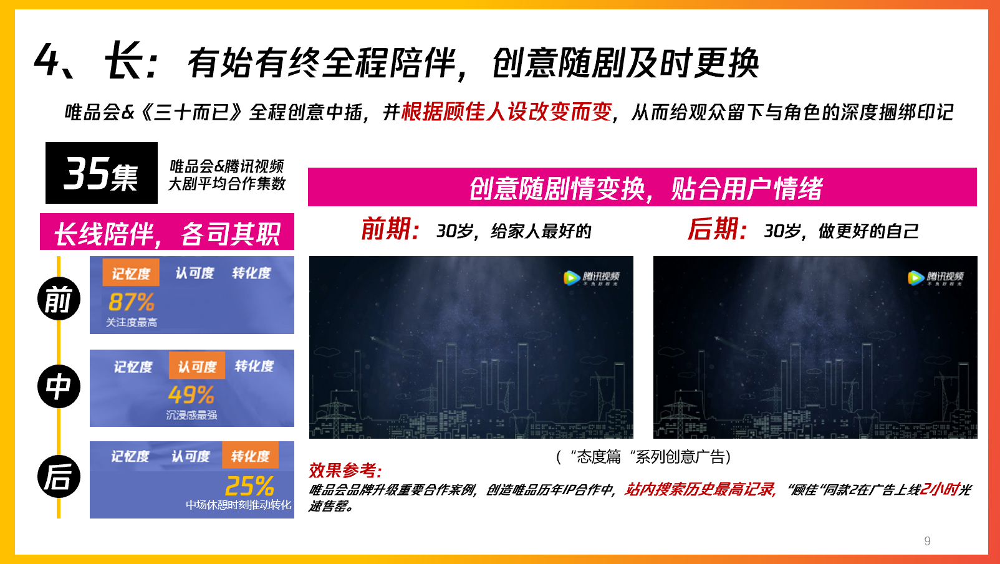 4、长：有始有终全程陪伴，创意随剧及时更换
唯品会&《三十而已》全程创意中插，并根据顾佳人设改变而变，从而给观众留下与角色的深度捆绑印记
35集
唯品会&腾讯视频
大剧平均合作集数
长线陪伴，各司其职
前
记忆度 认可度 转化度
87%
关注度最高
中
记忆度 认可度 转化度
49%
沉浸感最强
后
记忆度 认可度 转化度
25%
中场休憩时刻推动转化
创意随剧情变换，贴合用户情绪
前期：30岁，给家人最好的
后期：30岁，做更好的自己
腾讯视频
不负好时光
腾讯视频
不负好时光
（“态度篇“系列创意广告）
效果参考：
唯品会品牌升级重要合作案例，创造唯品历年IP合作中，站内搜索历史最高记录，“顾佳“同款2在广告上线2小时光
速售罄。
9